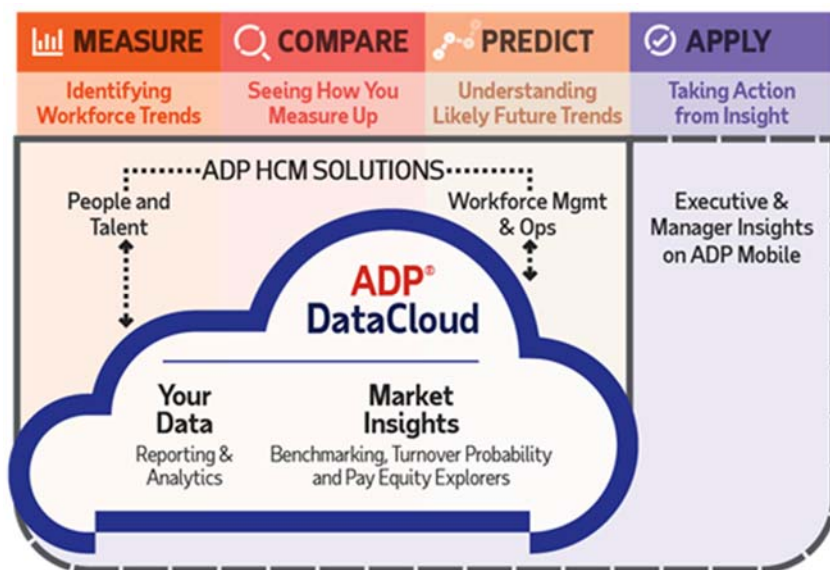 MEASURE
COMPARE
PREDICT
APPLY
Identifying
Workforce Trends
Seeing How You
Measure Up
Understanding
Likely Future Trends
Taking Action
from Insight
ADP HCM SOLUTIONS
People and
Talent
Workforce Mgmt
& Ops
Executive &
Manager Insights
on ADP Mobile
ADP®
DataCloud
Your
Data
Reporting &
Analytics
Market
Insights
Benchmarking, Turnover Probability
and Pay Equity Explorers